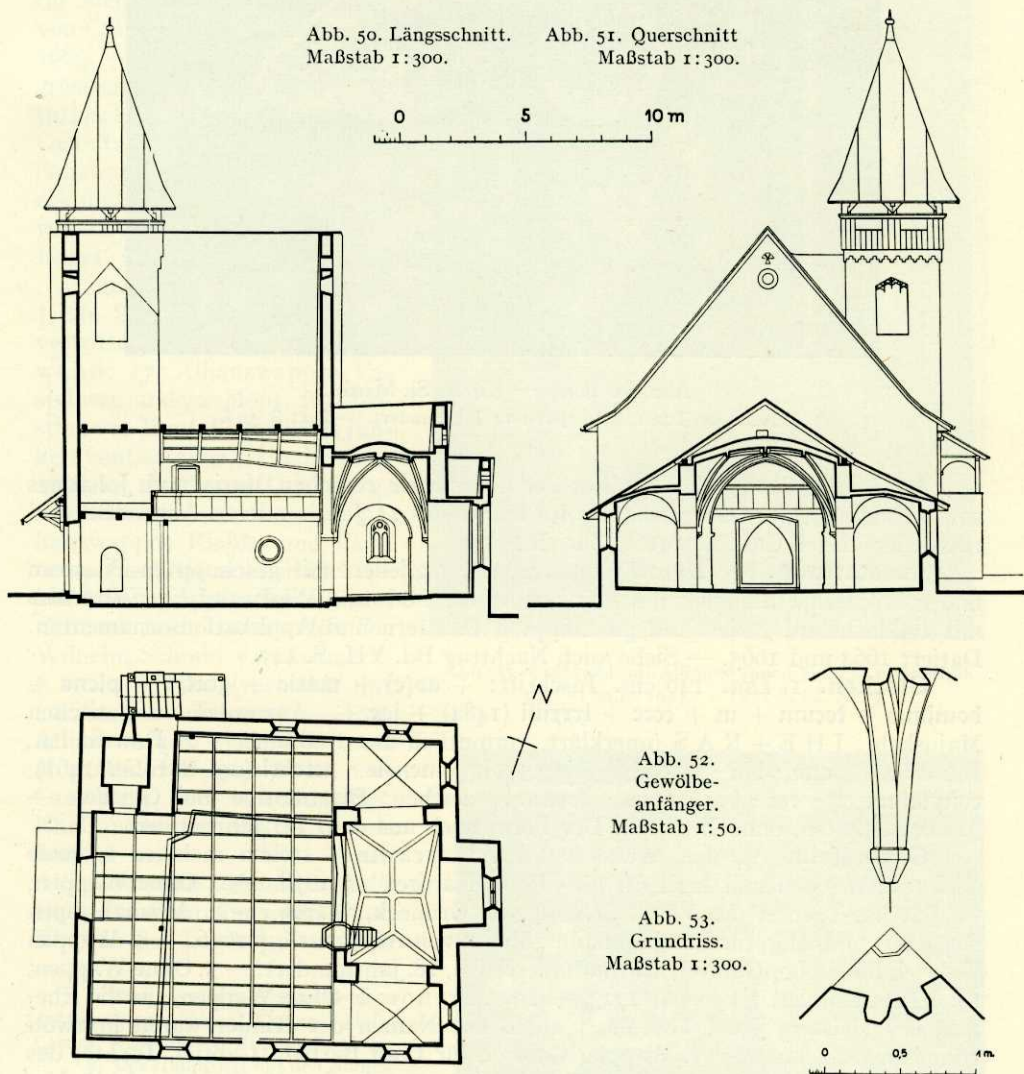 Abb. 50. Längsschnitt.
Maßstab 1:300.
Abb. 51. Querschnitt
Maßstab 1:300.
0 5 10 m
N
Abb. 52.
Gewölbe-
anfänger.
Maßstab 1:50.
Abb. 53.
Grundriss.
Maßstab 1:300.
0 0,5 1 m.